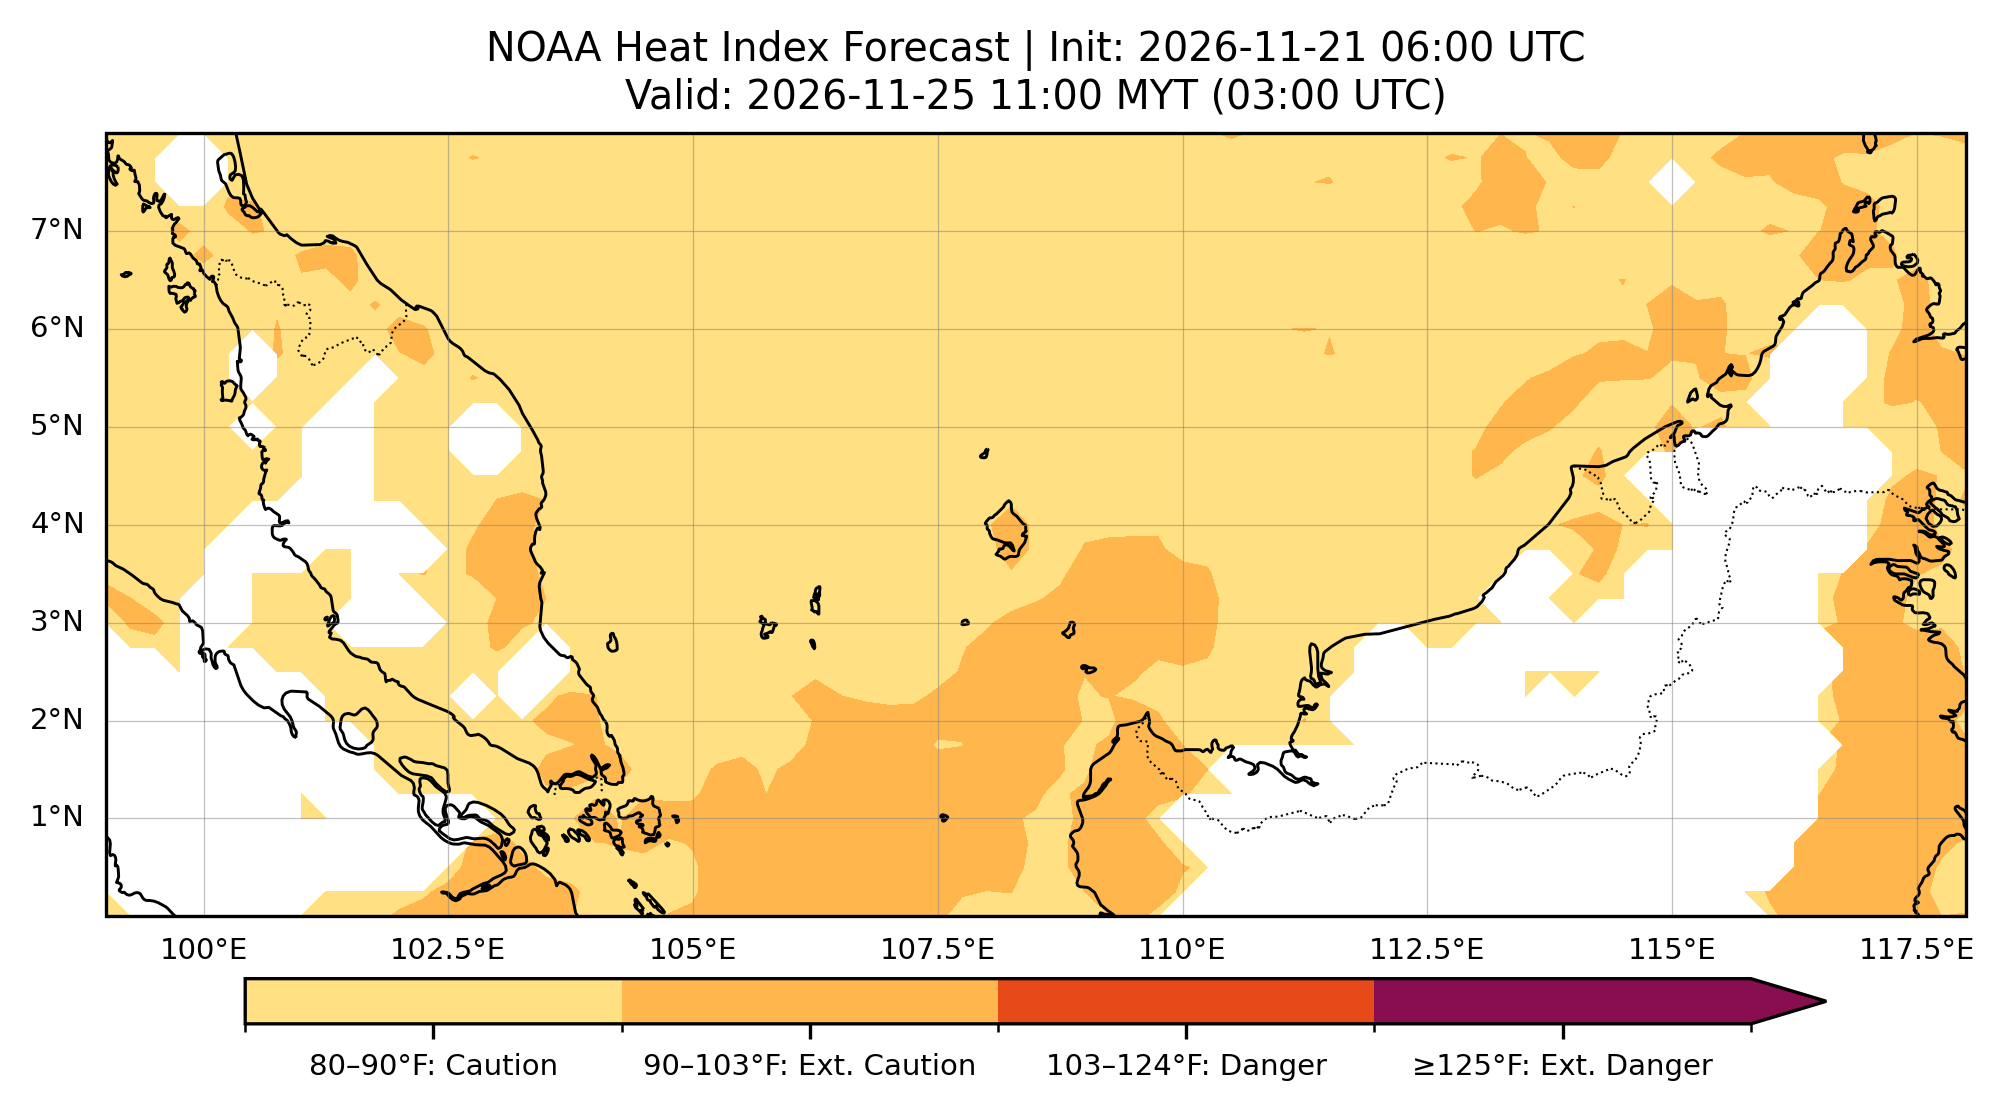 NOAA Heat Index Forecast | Init: 2026-11-21 06:00 UTC
Valid: 2026-11-25 11:00 MYT (03:00 UTC)
7°N
6°N
5°N
4°N
3°N
2°N
1°N
100°E 102.5°E 105°E 107.5°E 110°E 112.5°E 115°E 117.5°E
80–90°F: Caution 90–103°F: Ext. Caution 103–124°F: Danger ≥125°F: Ext. Danger